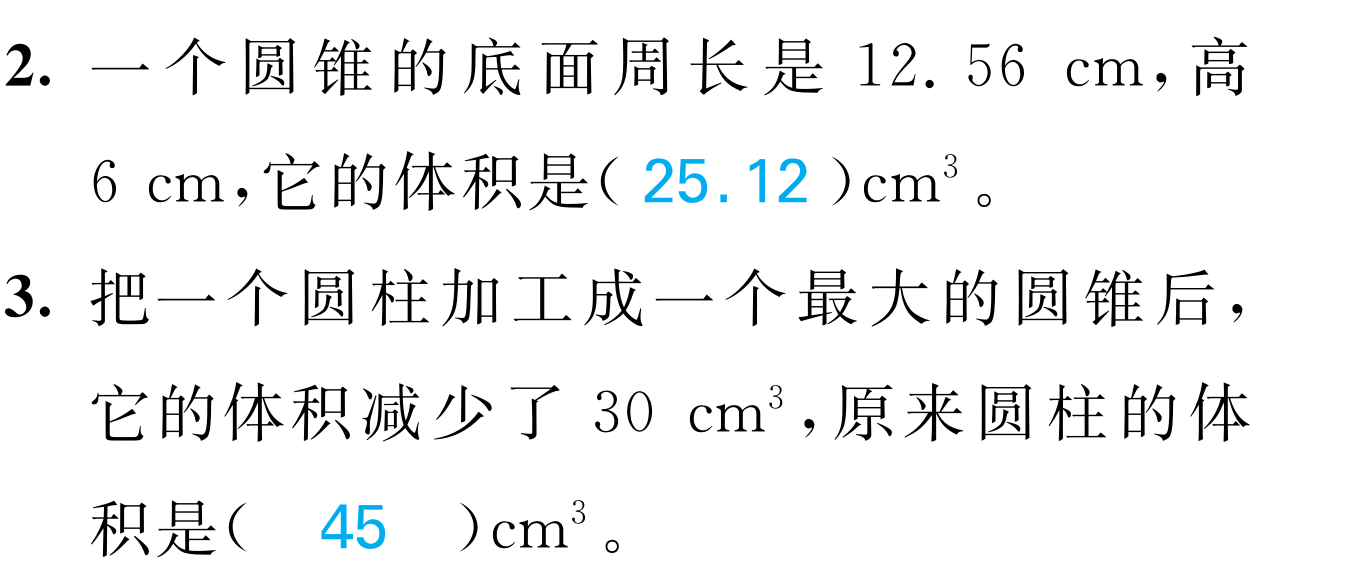 2. 一个圆锥的底面周长是 12.56 cm,高
6 cm,它的体积是( 25.12 )cm³。
3. 把一个圆柱加工成一个最大的圆锥后,
它的体积减少了 30 cm³,原来圆柱的体
积是( 45 )cm³。